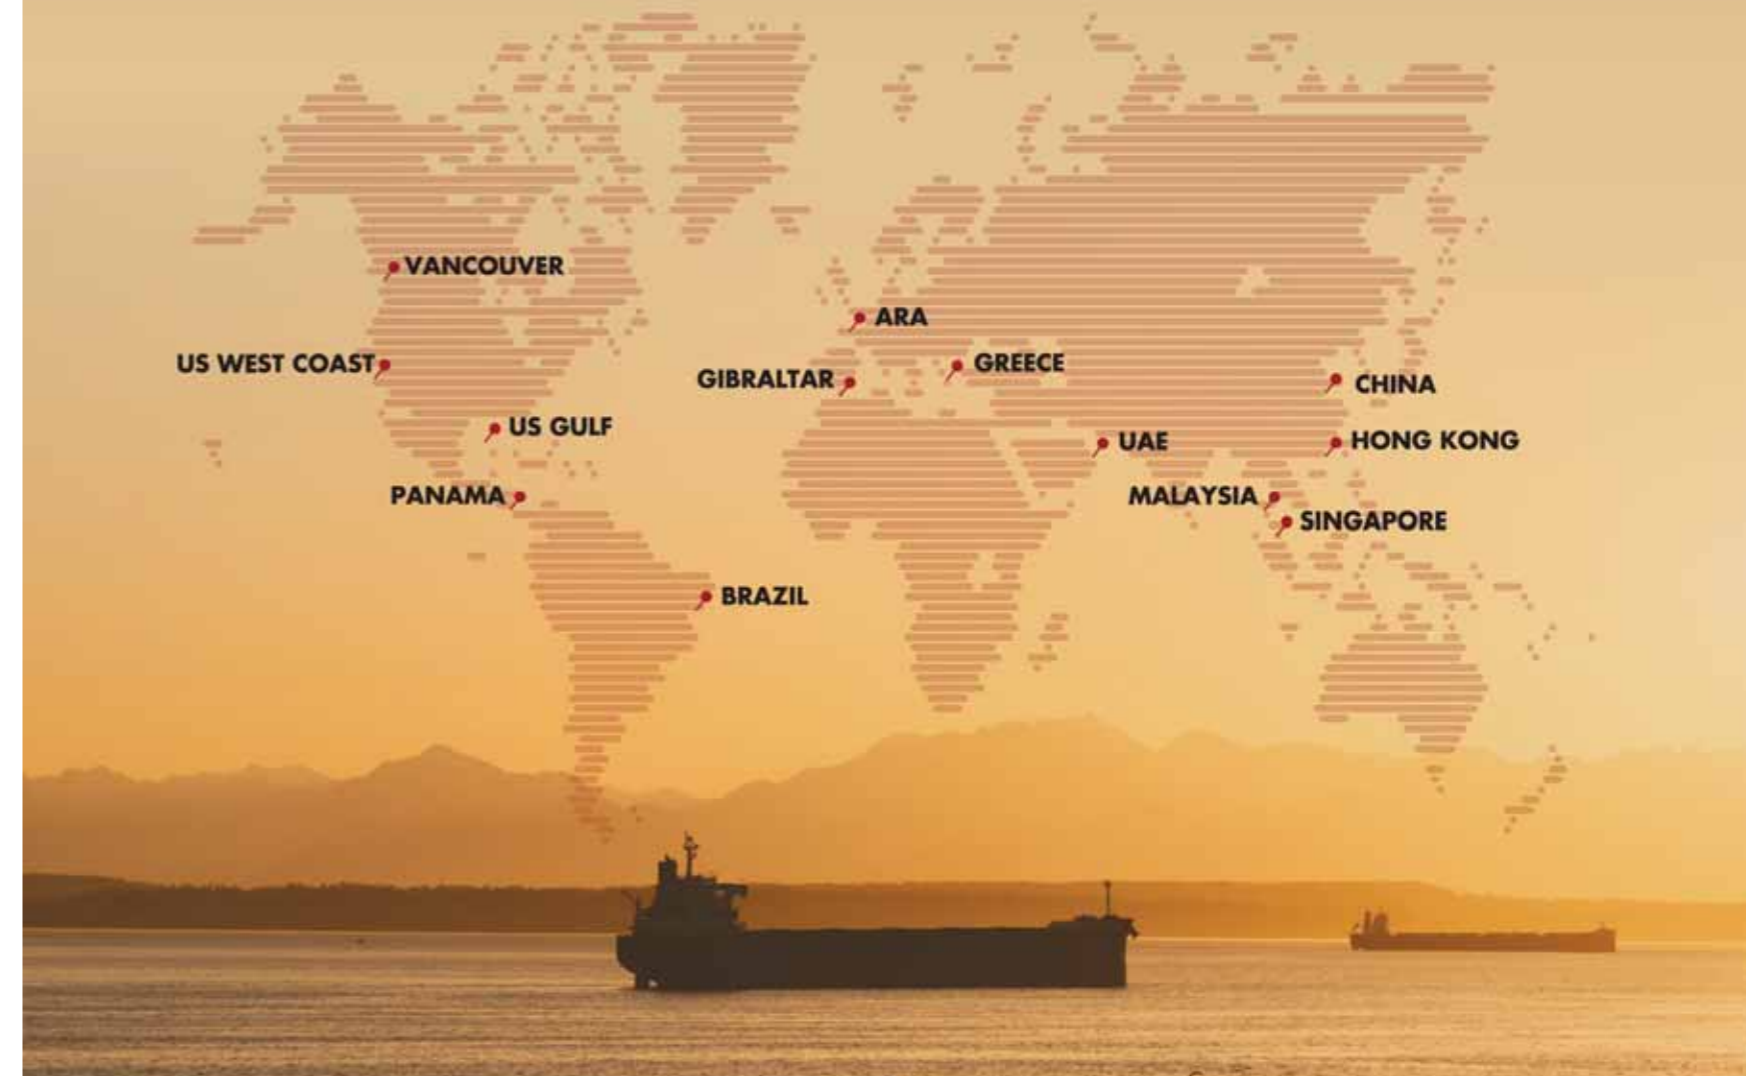 VANCOUVER
ARA
US WEST COAST
GREECE
GIBRALTAR
CHINA
US GULF
UAE
HONG KONG
PANAMA
MALAYSIA
SINGAPORE
BRAZIL